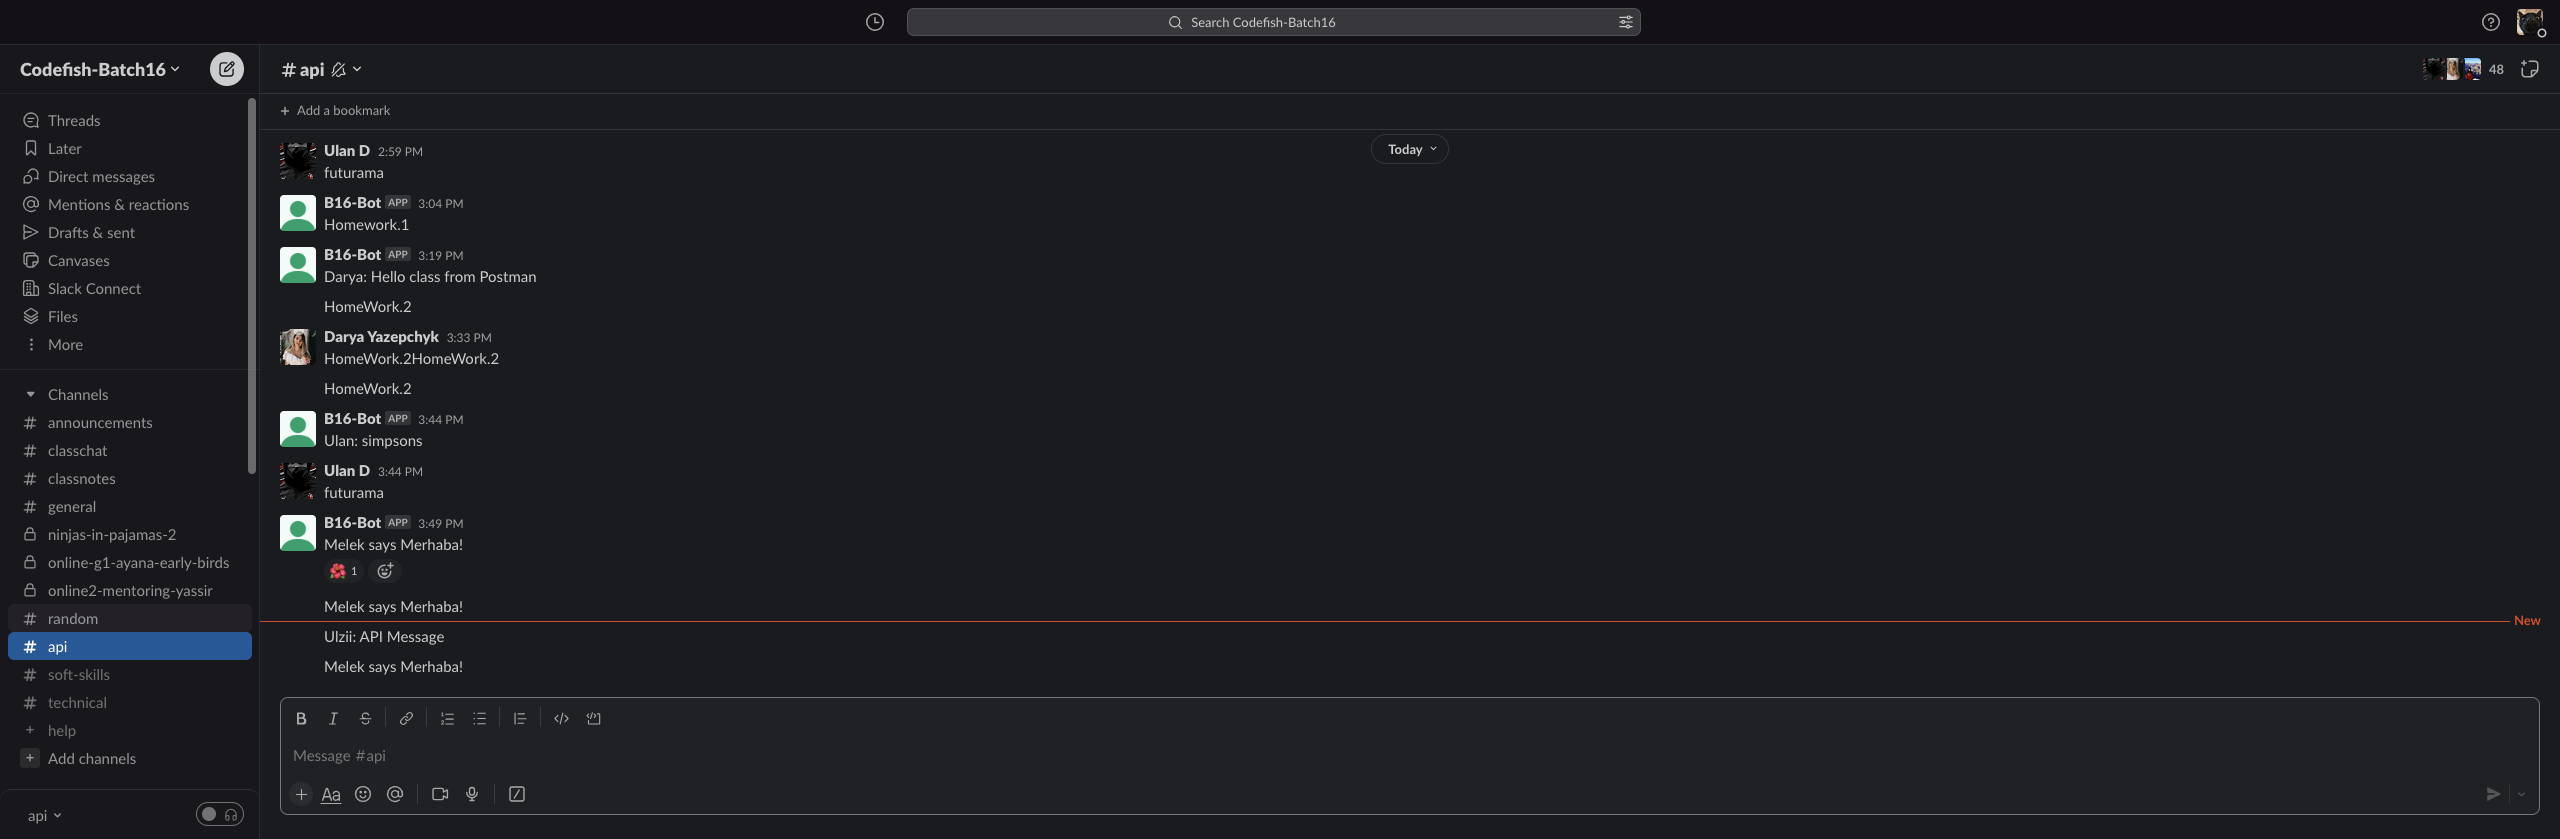 Search Codefish-Batch16
Codefish-Batch16
Threads
Later
Direct messages
Mentions & reactions
Drafts & sent
Canvases
Slack Connect
Files
More
Channels
# announcements
# classchat
# classnotes
# general
ninjas-in-pajamas-2
online-g1-ayana-early-birds
online2-mentoring-yassir
# random
# api
# soft-skills
# technical
+ help
+ Add channels
api
# api
48
+ Add a bookmark
Today
Ulan D 2:59 PM
futurama
B16-Bot APP 3:04 PM
Homework.1
B16-Bot APP 3:19 PM
Darya: Hello class from Postman
HomeWork.2
Darya Yazepchyk 3:33 PM
HomeWork.2HomeWork.2
HomeWork.2
B16-Bot APP 3:44 PM
Ulan: simpsons
Ulan D 3:44 PM
futurama
B16-Bot APP 3:49 PM
Melek says Merhaba!
1
Melek says Merhaba!
New
Ulzii: API Message
Melek says Merhaba!
B I S
Message #api
+ Aa @